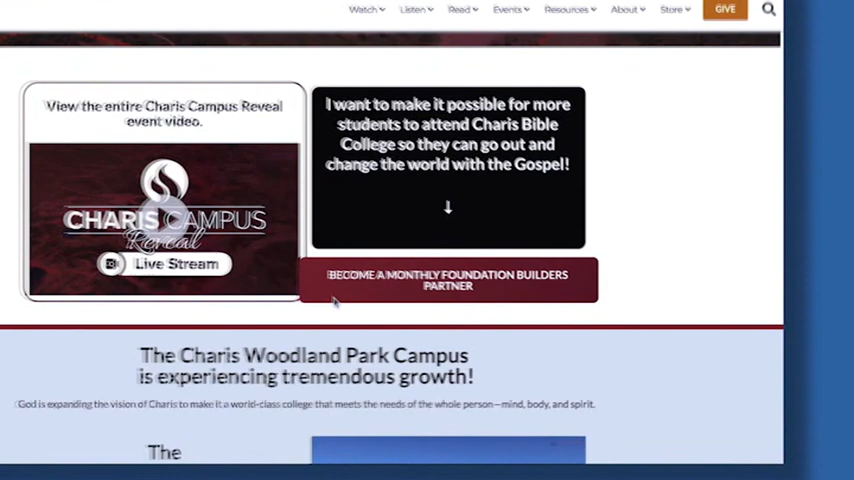 Watch Listen Read Events Resources About Store GIVE
View the entire Charis Campus Reveal
event video.
CHARIS CAMPUS
Reveal
Live Stream
I want to make it possible for more
students to attend Charis Bible
College so they can go out and
change the world with the Gospel!
BECOME A MONTHLY FOUNDATION BUILDERS
PARTNER
The Charis Woodland Park Campus
is experiencing tremendous growth!
God is expanding the vision of Charis to make it a world-class college that meets the needs of the whole person—mind, body, and spirit.
The